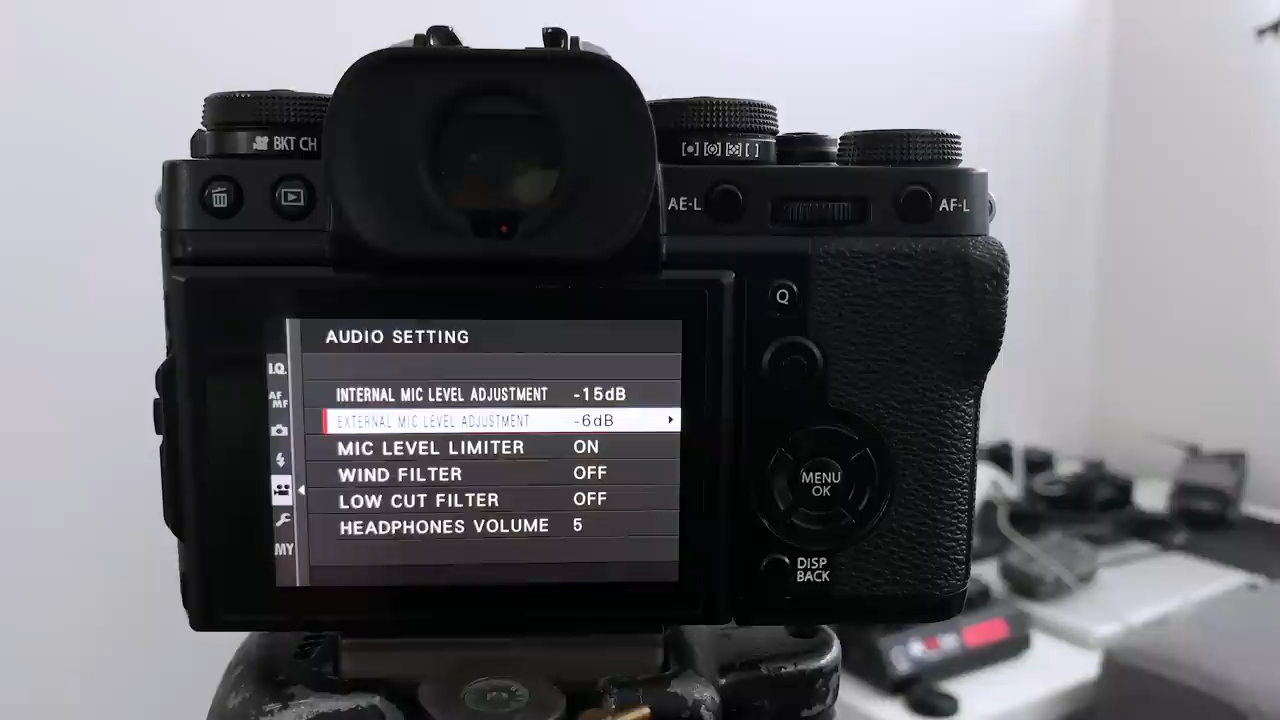 BKT CH
AE-L
AF-L
Q
AUDIO SETTING
I.Q.
AF
MF
INTERNAL MIC LEVEL ADJUSTMENT -15dB
EXTERNAL MIC LEVEL ADJUSTMENT -6dB
MIC LEVEL LIMITER ON
WIND FILTER OFF
LOW CUT FILTER OFF
HEADPHONES VOLUME 5
MY
MENU
OK
DISP
BACK